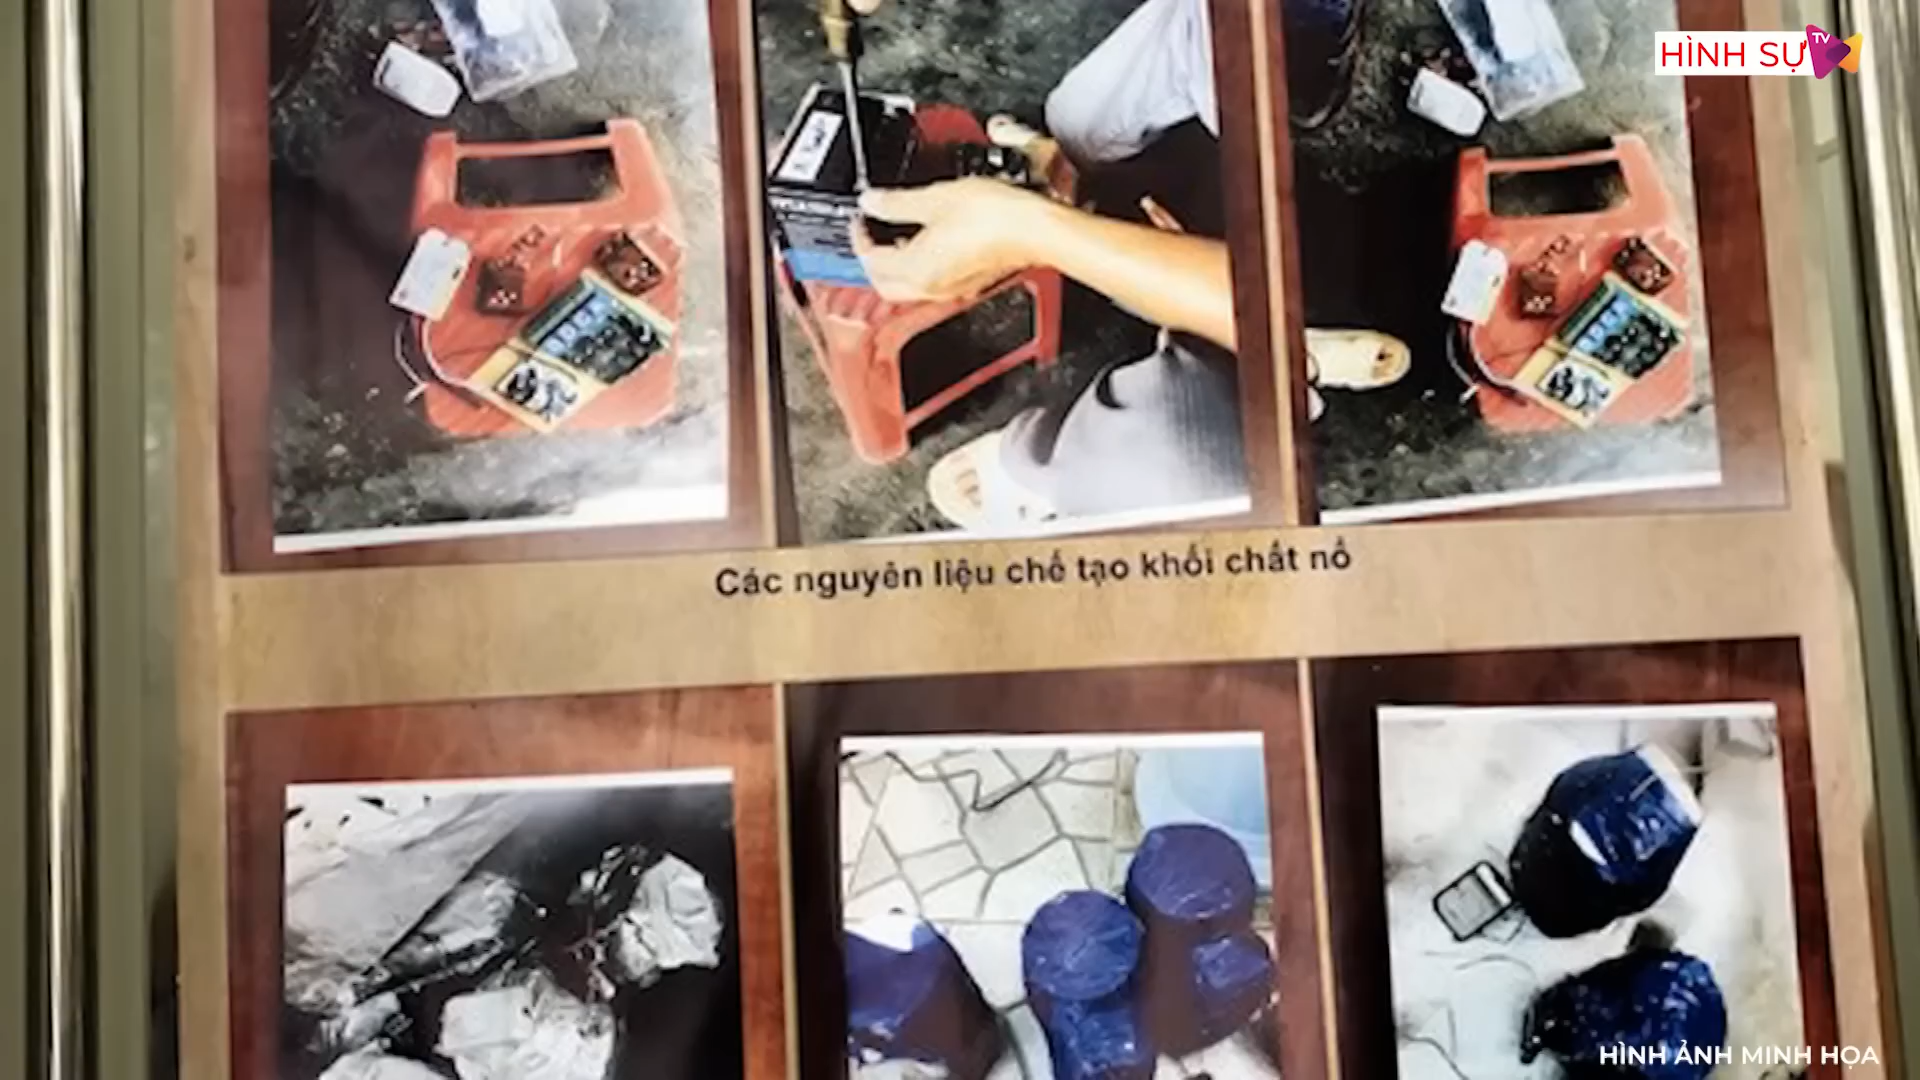 HÌNH SỰ TV
Các nguyên liệu chế tạo khối chất nổ
HÌNH ẢNH MINH HỌA